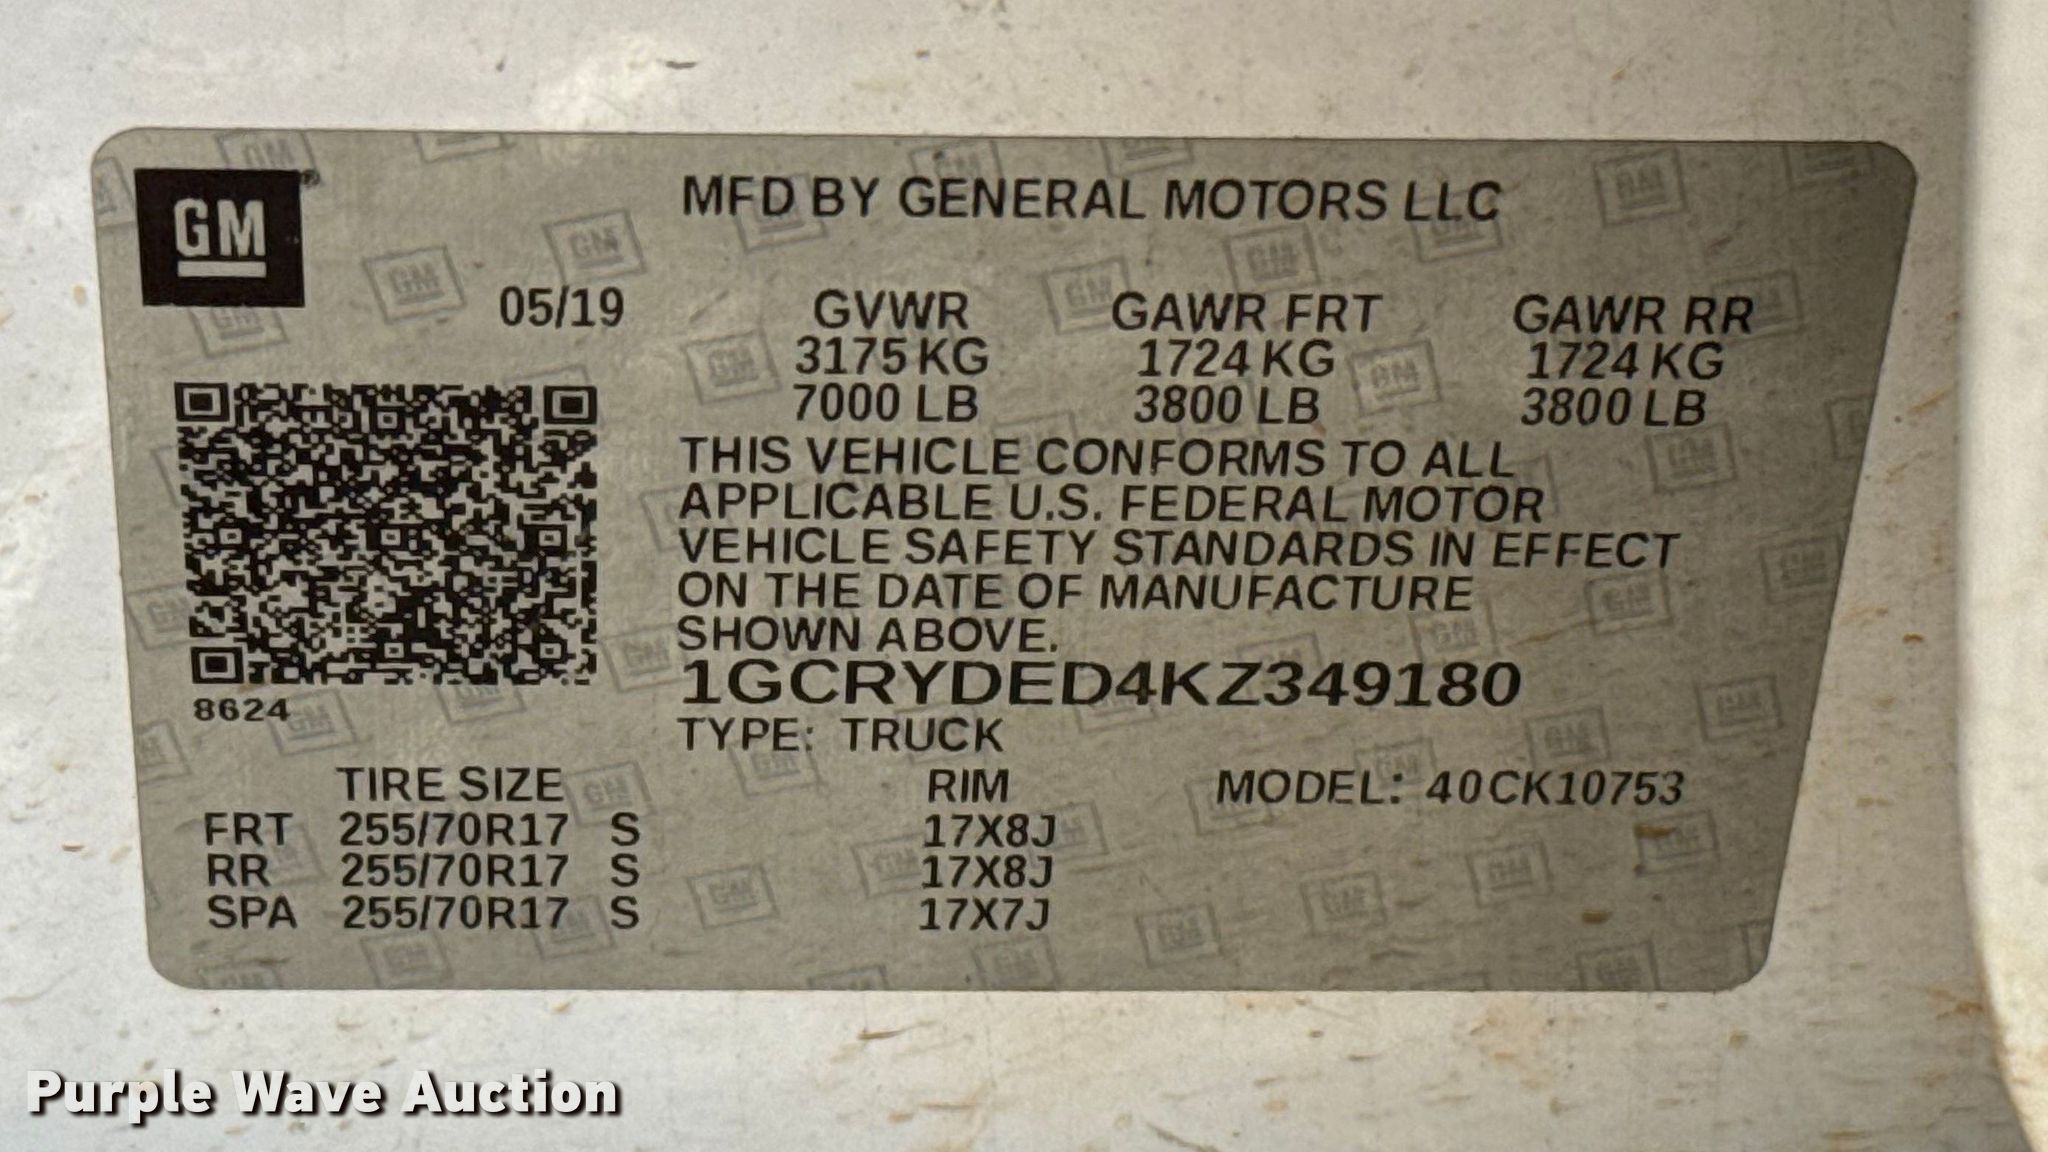 GM
MFD BY GENERAL MOTORS LLC
05/19 GVWR GAWR FRT GAWR RR
3175 KG 1724 KG 1724 KG
7000 LB 3800 LB 3800 LB
THIS VEHICLE CONFORMS TO ALL
APPLICABLE U.S. FEDERAL MOTOR
VEHICLE SAFETY STANDARDS IN EFFECT
ON THE DATE OF MANUFACTURE
SHOWN ABOVE.
1GCRYDED4KZ349180
8624
TYPE: TRUCK
TIRE SIZE RIM MODEL: 40CK10753
FRT 255/70R17 S 17X8J
RR 255/70R17 S 17X8J
SPA 255/70R17 S 17X7J
Purple Wave Auction